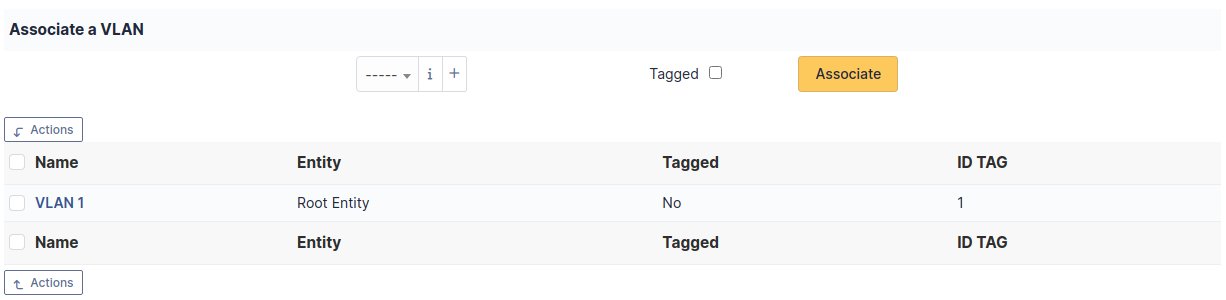 Associate a VLAN
----- i + Tagged Associate
Actions
Name Entity Tagged ID TAG
VLAN 1 Root Entity No 1
Name Entity Tagged ID TAG
Actions